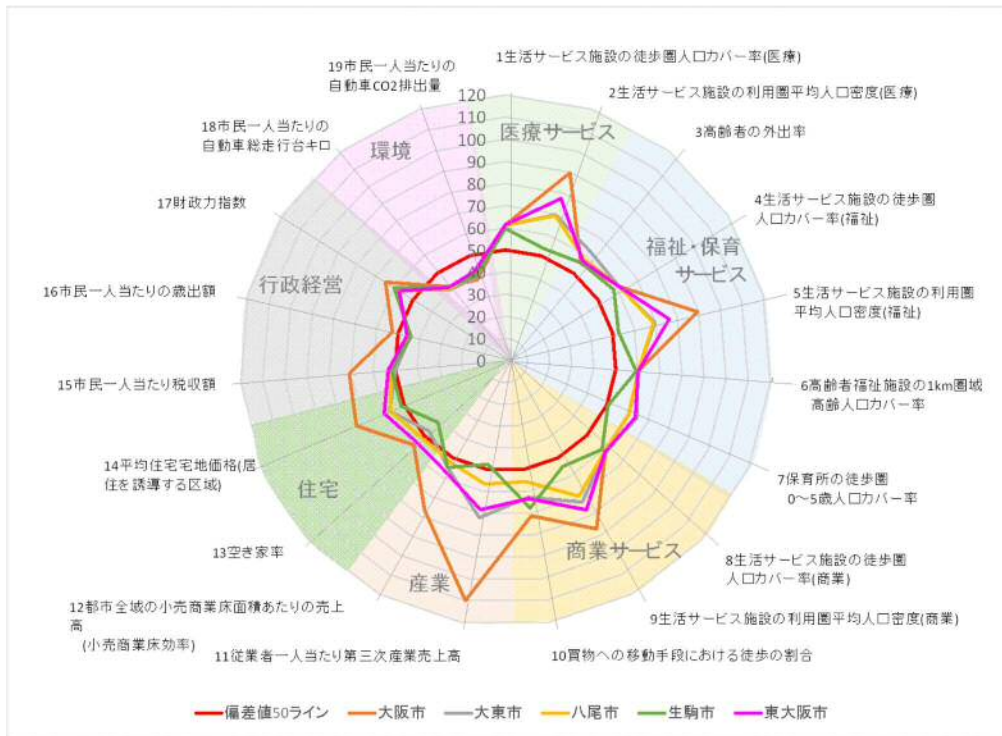 19市民一人当たりの
自動車CO2排出量
1生活サービス施設の徒歩圏人口カバー率(医療)
2生活サービス施設の利用圏平均人口密度(医療)
3高齢者の外出率
4生活サービス施設の徒歩圏
人口カバー率(福祉)
5生活サービス施設の利用圏
平均人口密度(福祉)
6高齢者福祉施設の1km圏域
高齢人口カバー率
7保育所の徒歩圏
0～5歳人口カバー率
8生活サービス施設の徒歩圏
人口カバー率(商業)
9生活サービス施設の利用圏平均人口密度(商業)
10買物への移動手段における徒歩の割合
11従業者一人当たり第三次産業売上高
12都市全域の小売商業床面積あたりの売上
高
(小売商業床効率)
13空き家率
14平均住宅宅地価格(居
住を誘導する区域)
15市民一人当たり税収額
16市民一人当たりの歳出額
17財政力指数
18市民一人当たりの
自動車総走行台キロ
120
110
100
90
80
70
60
50
40
30
20
10
0
医療サービス
福祉・保育
サービス
商業サービス
産業
住宅
行政経営
環境
偏差値50ライン
大阪市
大東市
八尾市
生駒市
東大阪市